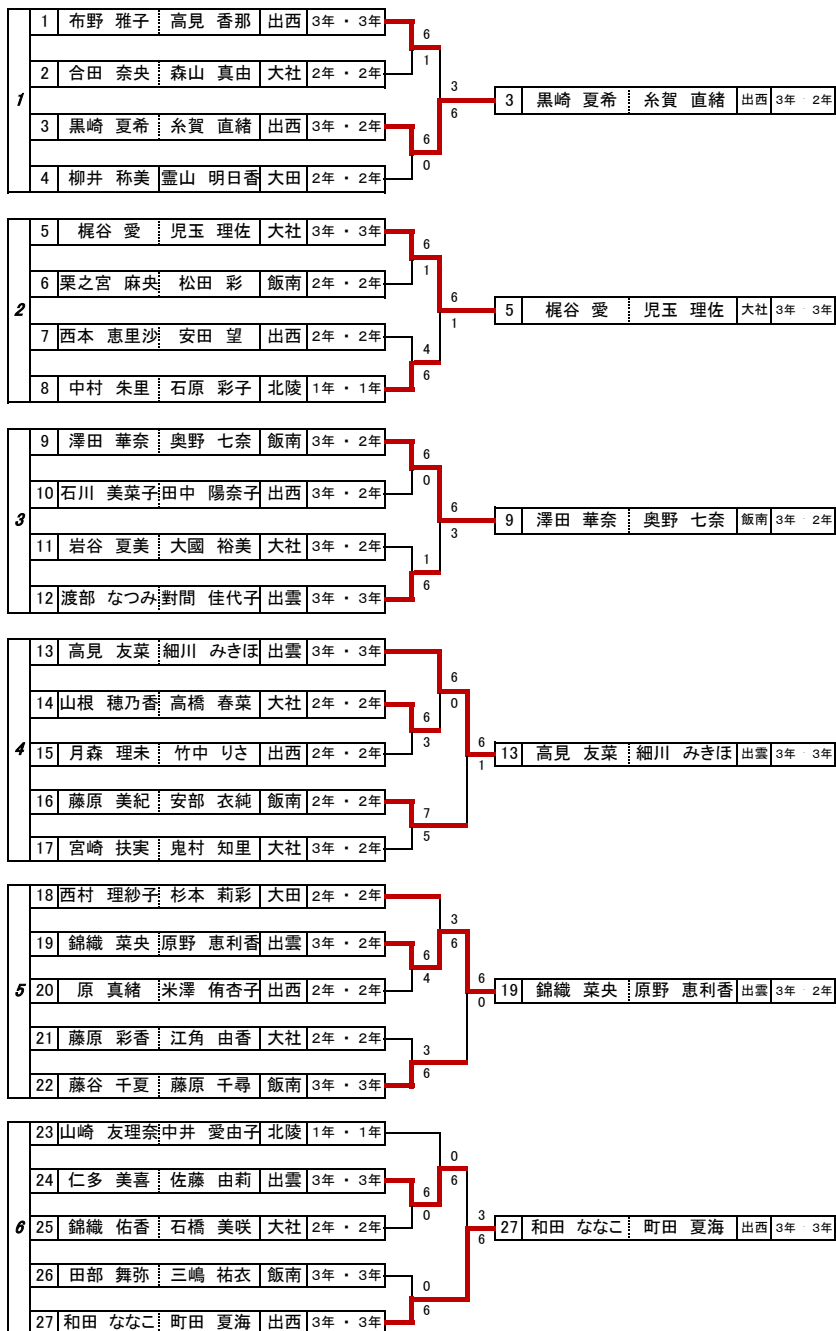 1 布野 雅子 高見 香那 出西 3年 ・ 3年
6
1
2 合田 奈央 森山 真由 大社 2年 ・ 2年
1
3
6
3 黒崎 夏希 糸賀 直緒 出西 3年 2年
3 黒崎 夏希 糸賀 直緒 出西 3年 ・ 2年
6
0
4 柳井 称美 霊山 明日香 大田 2年 ・ 2年
5 梶谷 愛 児玉 理佐 大社 3年 ・ 3年
6
1
6 栗之宮 麻央 松田 彩 飯南 2年 ・ 2年
2
6
1
5 梶谷 愛 児玉 理佐 大社 3年 3年
7 西本 恵里沙 安田 望 出西 2年 ・ 2年
4
6
8 中村 朱里 石原 彩子 北陵 1年 ・ 1年
9 澤田 華奈 奥野 七奈 飯南 3年 ・ 2年
6
0
10 石川 美菜子 田中 陽奈子 出西 3年 ・ 2年
3
6
3
9 澤田 華奈 奥野 七奈 飯南 3年 2年
11 岩谷 夏美 大國 裕美 大社 3年 ・ 2年
1
6
12 渡部 なつみ 對間 佳代子 出雲 3年 ・ 3年
13 高見 友菜 細川 みきほ 出雲 3年 ・ 3年
6
0
14 山根 穂乃香 高橋 春菜 大社 2年 ・ 2年
6
3
4
15 月森 理未 竹中 りさ 出西 2年 ・ 2年
6
1
13 高見 友菜 細川 みきほ 出雲 3年 3年
16 藤原 美紀 安部 衣純 飯南 2年 ・ 2年
7
5
17 宮崎 扶実 鬼村 知里 大社 3年 ・ 2年
18 西村 理紗子 杉本 莉彩 大田 2年 ・ 2年
3
6
19 錦織 菜央 原野 恵利香 出雲 3年 ・ 2年
6
4
5
20 原 真緒 米澤 侑杏子 出西 2年 ・ 2年
6
0
19 錦織 菜央 原野 恵利香 出雲 3年 2年
21 藤原 彩香 江角 由香 大社 2年 ・ 2年
3
6
22 藤谷 千夏 藤原 千尋 飯南 3年 ・ 3年
23 山崎 友理奈 中井 愛由子 北陵 1年 ・ 1年
0
6
24 仁多 美喜 佐藤 由莉 出雲 3年 ・ 3年
6
0
6
25 錦織 佑香 石橋 美咲 大社 2年 ・ 2年
3
6
27 和田 ななこ 町田 夏海 出西 3年 3年
26 田部 舞弥 三嶋 祐衣 飯南 3年 ・ 3年
0
6
27 和田 ななこ 町田 夏海 出西 3年 ・ 3年